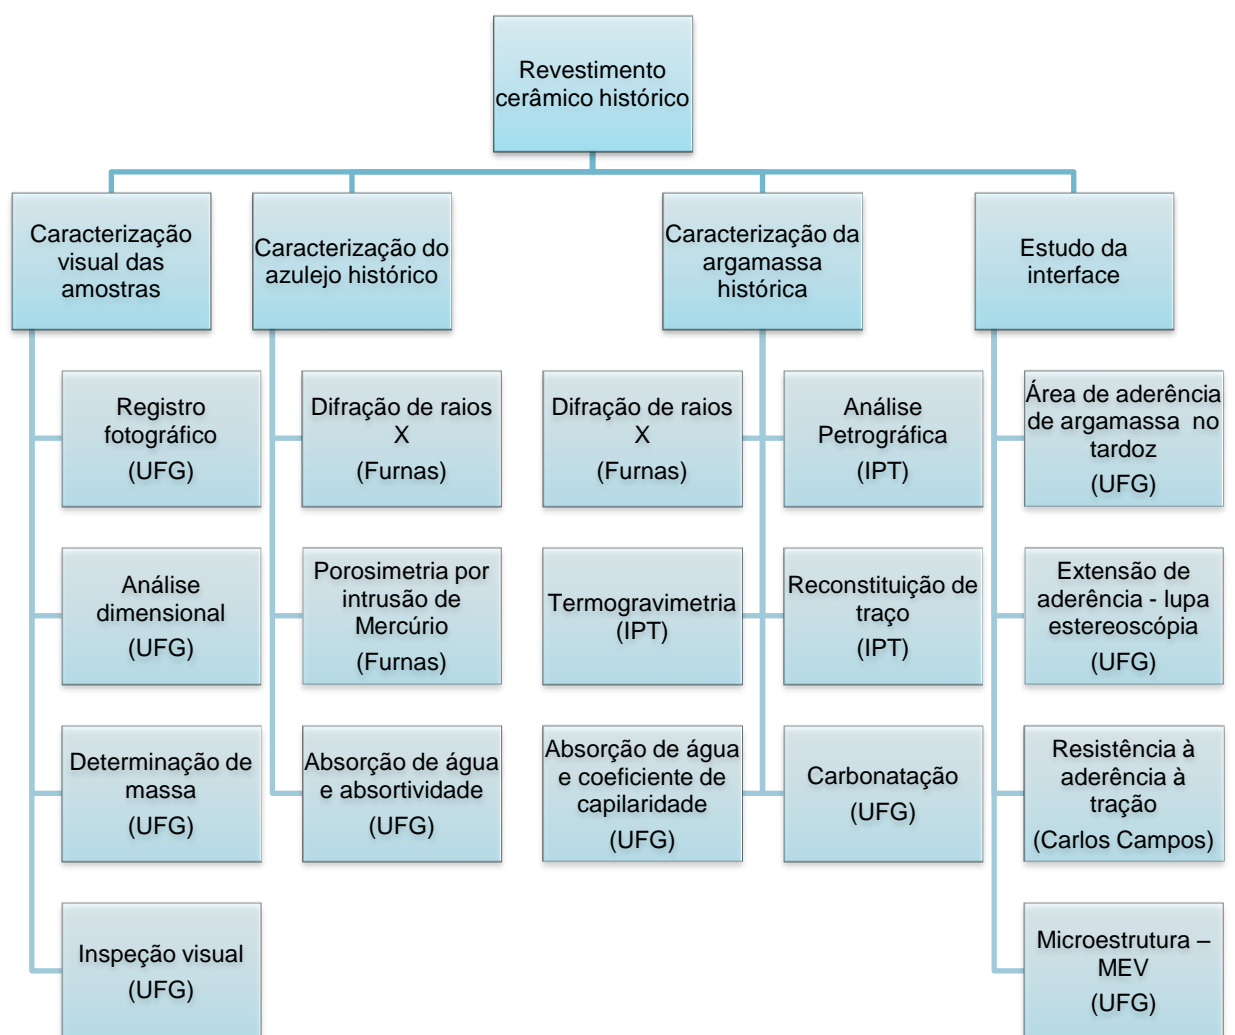 Revestimento
cerâmico histórico
Caracterização
visual das
amostras
Registro
fotográfico
(UFG)
Análise
dimensional
(UFG)
Determinação de
massa
(UFG)
Inspeção visual
(UFG)
Caracterização do
azulejo histórico
Difração de raios
X
(Furnas)
Porosimetria por
intrusão de
Mercúrio
(Furnas)
Absorção de água
e absortividade
(UFG)
Caracterização da
argamassa
histórica
Difração de raios
X
(Furnas)
Análise
Petrográfica
(IPT)
Termogravimetria
(IPT)
Reconstituição de
traço
(IPT)
Absorção de água
e coeficiente de
capilaridade
(UFG)
Carbonatação
(UFG)
Estudo da
interface
Área de aderência
de argamassa no
tardoz
(UFG)
Extensão de
aderência - lupa
estereoscópia
(UFG)
Resistência à
aderência à
tração
(Carlos Campos)
Microestrutura –
MEV
(UFG)